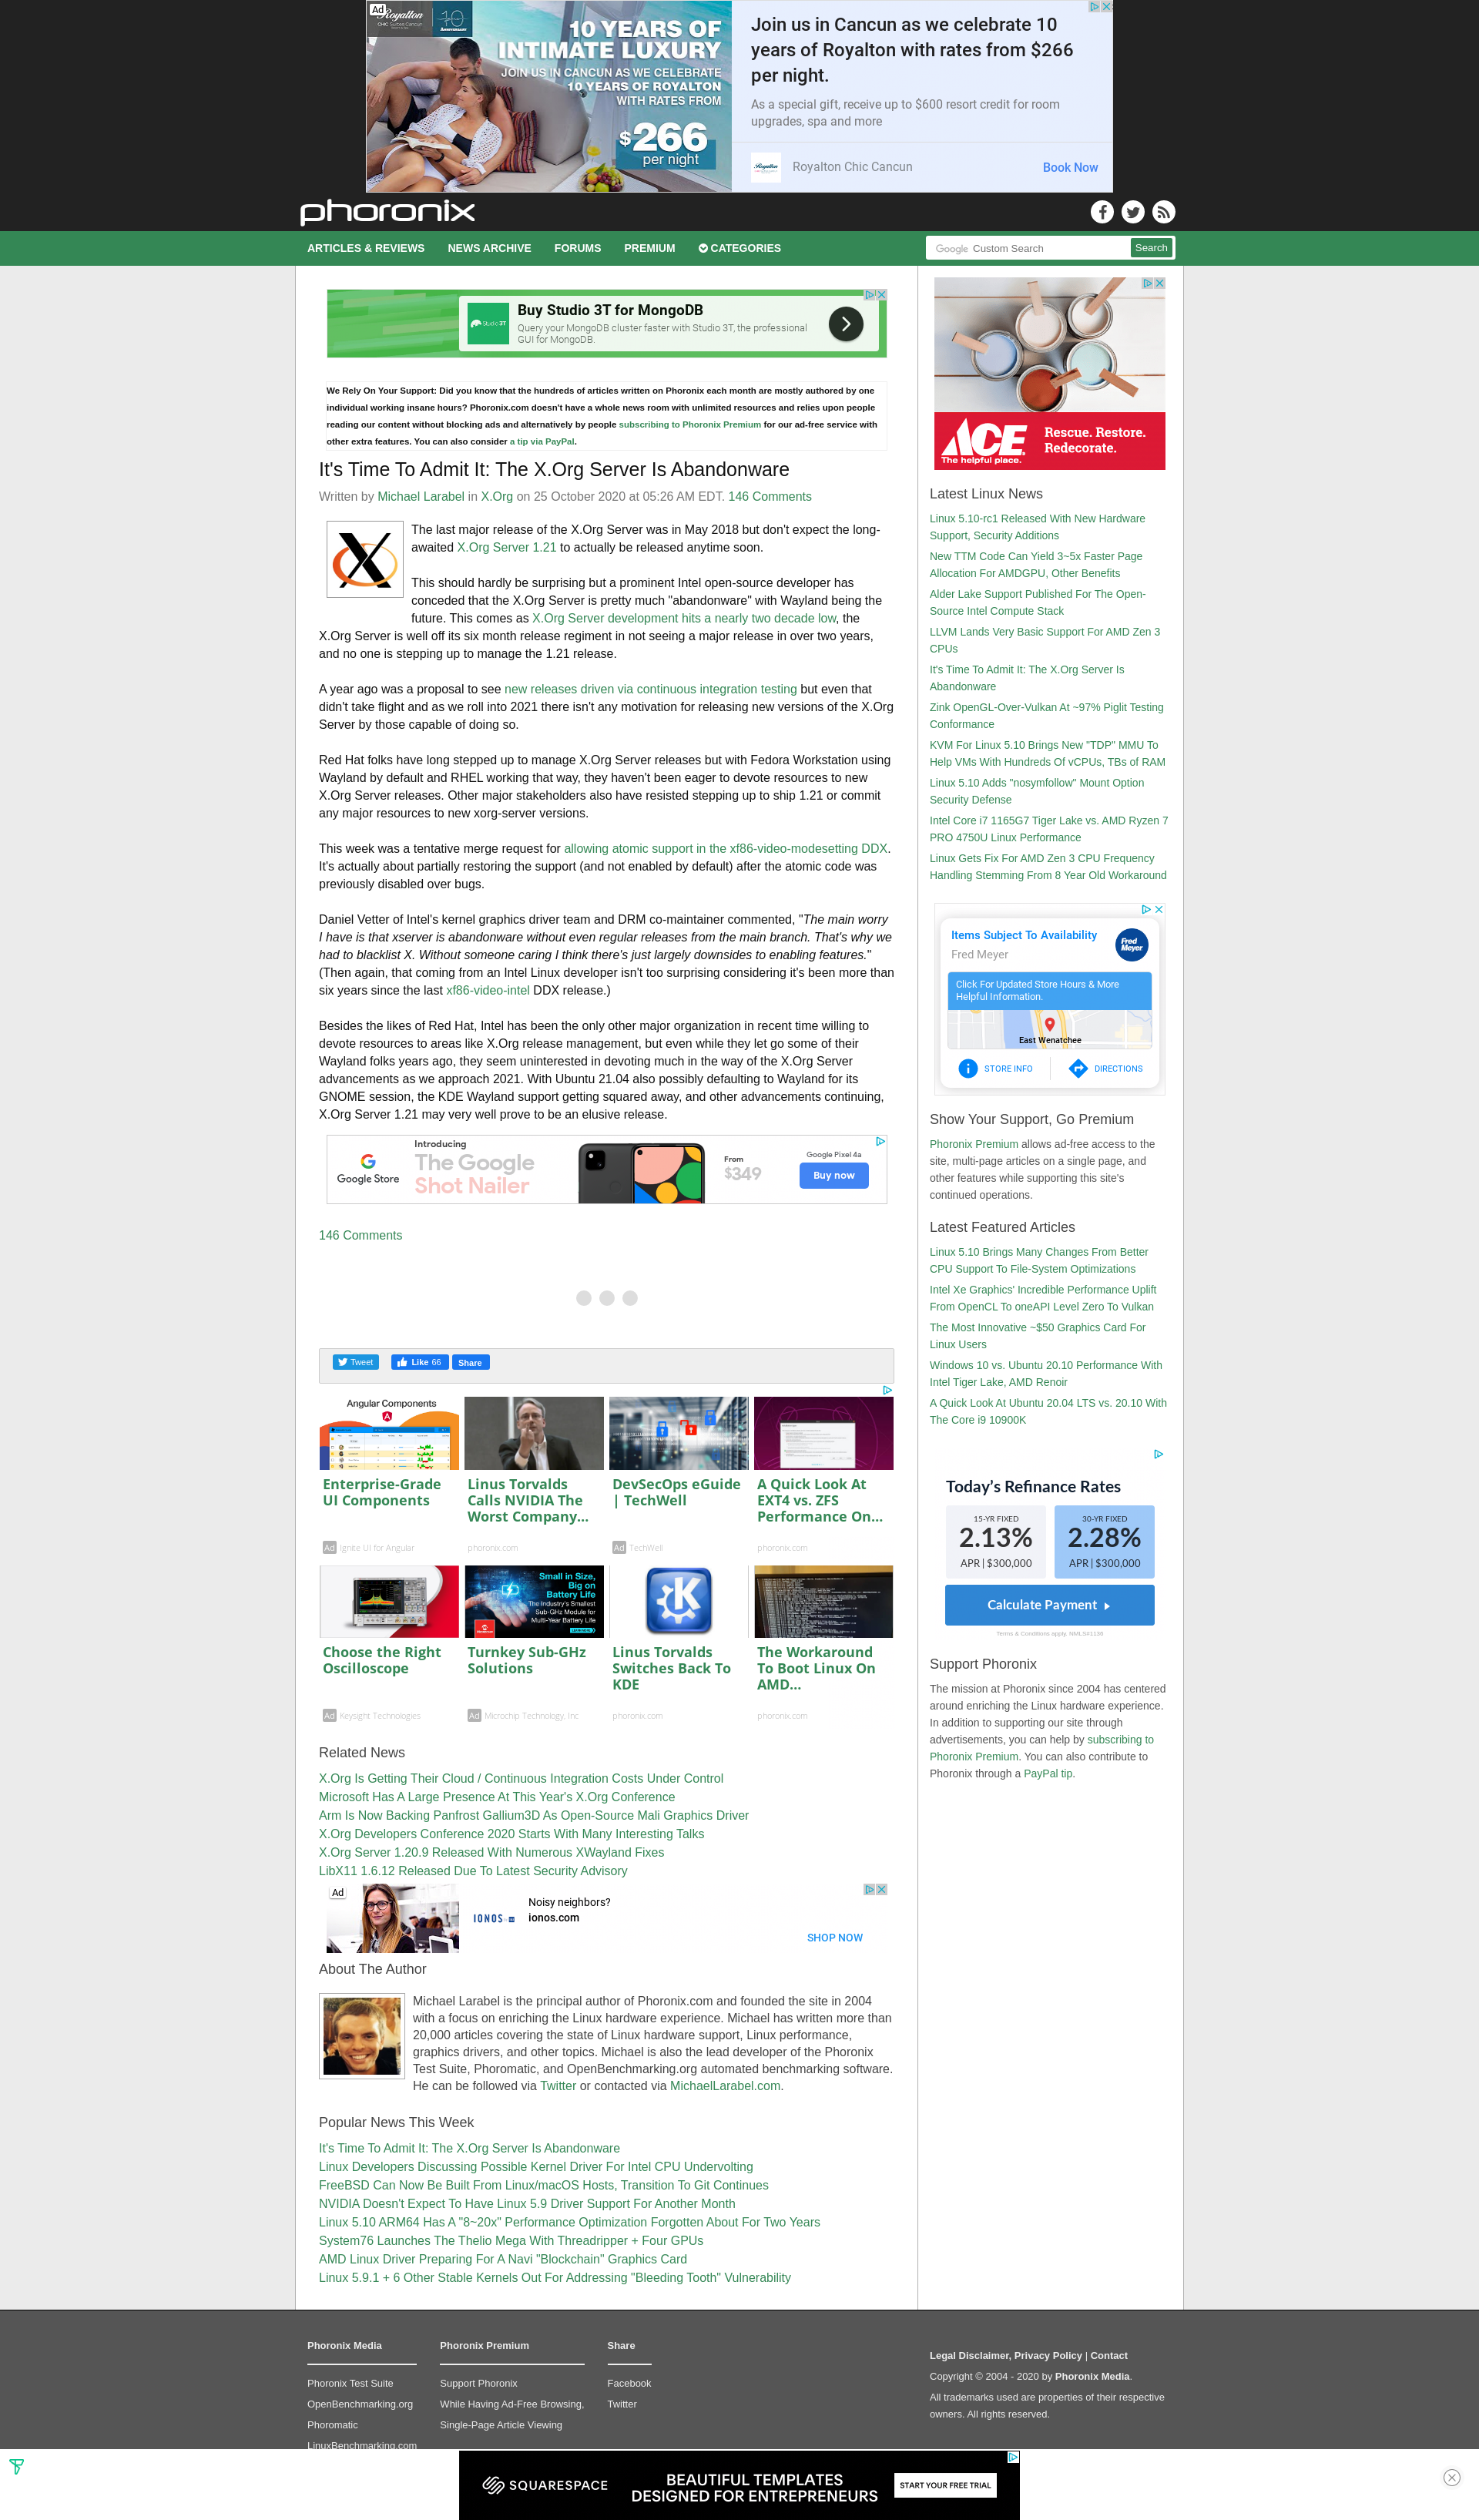 Ad
Royalton
CHIC
10
10 YEARS OF
INTIMATE LUXURY
JOIN US IN CANCUN AS WE CELEBRATE
10 YEARS OF ROYALTON
WITH RATES FROM
$266
per night
Join us in Cancun as we celebrate 10
years of Royalton with rates from $266
per night.
As a special gift, receive up to $600 resort credit for room
upgrades, spa and more
Royalton Chic Cancun
Book Now
phoronix
ARTICLES & REVIEWS NEWS ARCHIVE FORUMS PREMIUM CATEGORIES
Google Custom Search
Search
Studio 3T
Buy Studio 3T for MongoDB
Query your MongoDB cluster faster with Studio 3T, the professional
GUI for MongoDB.
We Rely On Your Support: Did you know that the hundreds of articles written on Phoronix each month are mostly authored by one
individual working insane hours? Phoronix.com doesn't have a whole news room with unlimited resources and relies upon people
reading our content without blocking ads and alternatively by people subscribing to Phoronix Premium for our ad-free service with
other extra features. You can also consider a tip via PayPal.
It's Time To Admit It: The X.Org Server Is Abandonware
Written by Michael Larabel in X.Org on 25 October 2020 at 05:26 AM EDT. 146 Comments
The last major release of the X.Org Server was in May 2018 but don't expect the long-
awaited X.Org Server 1.21 to actually be released anytime soon.
This should hardly be surprising but a prominent Intel open-source developer has
conceded that the X.Org Server is pretty much "abandonware" with Wayland being the
future. This comes as X.Org Server development hits a nearly two decade low, the
X.Org Server is well off its six month release regiment in not seeing a major release in over two years,
and no one is stepping up to manage the 1.21 release.
A year ago was a proposal to see new releases driven via continuous integration testing but even that
didn't take flight and as we roll into 2021 there isn't any motivation for releasing new versions of the X.Org
Server by those capable of doing so.
Red Hat folks have long stepped up to manage X.Org Server releases but with Fedora Workstation using
Wayland by default and RHEL working that way, they haven't been eager to devote resources to new
X.Org Server releases. Other major stakeholders also have resisted stepping up to ship 1.21 or commit
any major resources to new xorg-server versions.
This week was a tentative merge request for allowing atomic support in the xf86-video-modesetting DDX.
It's actually about partially restoring the support (and not enabled by default) after the atomic code was
previously disabled over bugs.
Daniel Vetter of Intel's kernel graphics driver team and DRM co-maintainer commented, "The main worry
I have is that xserver is abandonware without even regular releases from the main branch. That's why we
had to blacklist X. Without someone caring I think there's just largely downsides to enabling features."
(Then again, that coming from an Intel Linux developer isn't too surprising considering it's been more than
six years since the last xf86-video-intel DDX release.)
Besides the likes of Red Hat, Intel has been the only other major organization in recent time willing to
devote resources to areas like X.Org release management, but even while they let go some of their
Wayland folks years ago, they seem uninterested in devoting much in the way of the X.Org Server
advancements as we approach 2021. With Ubuntu 21.04 also possibly defaulting to Wayland for its
GNOME session, the KDE Wayland support getting squared away, and other advancements continuing,
X.Org Server 1.21 may very well prove to be an elusive release.
Google Store
Introducing
The Google
Shot Nailer
From
$349
Google Pixel 4a
Buy now
146 Comments
Tweet
Like 66
Share
Angular Components
Enterprise-Grade
UI Components
Ad Ignite UI for Angular
Linus Torvalds
Calls NVIDIA The
Worst Company...
phoronix.com
DevSecOps eGuide
| TechWell
Ad TechWell
A Quick Look At
EXT4 vs. ZFS
Performance On...
phoronix.com
Choose the Right
Oscilloscope
Ad Keysight Technologies
Small in Size,
Big on
Battery Life
The Industry's Smallest
Sub-GHz Module for
Multi-Year Battery Life
Turnkey Sub-GHz
Solutions
Ad Microchip Technology, Inc
Linus Torvalds
Switches Back To
KDE
phoronix.com
The Workaround
To Boot Linux On
AMD...
phoronix.com
Related News
X.Org Is Getting Their Cloud / Continuous Integration Costs Under Control
Microsoft Has A Large Presence At This Year's X.Org Conference
Arm Is Now Backing Panfrost Gallium3D As Open-Source Mali Graphics Driver
X.Org Developers Conference 2020 Starts With Many Interesting Talks
X.Org Server 1.20.9 Released With Numerous XWayland Fixes
LibX11 1.6.12 Released Due To Latest Security Advisory
Ad
IONOS
Noisy neighbors?
ionos.com
SHOP NOW
About The Author
Michael Larabel is the principal author of Phoronix.com and founded the site in 2004
with a focus on enriching the Linux hardware experience. Michael has written more than
20,000 articles covering the state of Linux hardware support, Linux performance,
graphics drivers, and other topics. Michael is also the lead developer of the Phoronix
Test Suite, Phoromatic, and OpenBenchmarking.org automated benchmarking software.
He can be followed via Twitter or contacted via MichaelLarabel.com.
Popular News This Week
It's Time To Admit It: The X.Org Server Is Abandonware
Linux Developers Discussing Possible Kernel Driver For Intel CPU Undervolting
FreeBSD Can Now Be Built From Linux/macOS Hosts, Transition To Git Continues
NVIDIA Doesn't Expect To Have Linux 5.9 Driver Support For Another Month
Linux 5.10 ARM64 Has A "8~20x" Performance Optimization Forgotten About For Two Years
System76 Launches The Thelio Mega With Threadripper + Four GPUs
AMD Linux Driver Preparing For A Navi "Blockchain" Graphics Card
Linux 5.9.1 + 6 Other Stable Kernels Out For Addressing "Bleeding Tooth" Vulnerability
ACE
The helpful place.
Rescue. Restore.
Redecorate.
Latest Linux News
Linux 5.10-rc1 Released With New Hardware
Support, Security Additions
New TTM Code Can Yield 3~5x Faster Page
Allocation For AMDGPU, Other Benefits
Alder Lake Support Published For The Open-
Source Intel Compute Stack
LLVM Lands Very Basic Support For AMD Zen 3
CPUs
It's Time To Admit It: The X.Org Server Is
Abandonware
Zink OpenGL-Over-Vulkan At ~97% Piglit Testing
Conformance
KVM For Linux 5.10 Brings New "TDP" MMU To
Help VMs With Hundreds Of vCPUs, TBs of RAM
Linux 5.10 Adds "nosymfollow" Mount Option
Security Defense
Intel Core i7 1165G7 Tiger Lake vs. AMD Ryzen 7
PRO 4750U Linux Performance
Linux Gets Fix For AMD Zen 3 CPU Frequency
Handling Stemming From 8 Year Old Workaround
Items Subject To Availability
Fred Meyer
Fred Meyer
Click For Updated Store Hours & More
Helpful Information.
East Wenatchee
STORE INFO
DIRECTIONS
Show Your Support, Go Premium
Phoronix Premium allows ad-free access to the
site, multi-page articles on a single page, and
other features while supporting this site's
continued operations.
Latest Featured Articles
Linux 5.10 Brings Many Changes From Better
CPU Support To File-System Optimizations
Intel Xe Graphics' Incredible Performance Uplift
From OpenCL To oneAPI Level Zero To Vulkan
The Most Innovative ~$50 Graphics Card For
Linux Users
Windows 10 vs. Ubuntu 20.10 Performance With
Intel Tiger Lake, AMD Renoir
A Quick Look At Ubuntu 20.04 LTS vs. 20.10 With
The Core i9 10900K
Today's Refinance Rates
15-YR FIXED
2.13%
APR | $300,000
30-YR FIXED
2.28%
APR | $300,000
Calculate Payment
Terms & Conditions apply. NMLS#1136
Support Phoronix
The mission at Phoronix since 2004 has centered
around enriching the Linux hardware experience.
In addition to supporting our site through
advertisements, you can help by subscribing to
Phoronix Premium. You can also contribute to
Phoronix through a PayPal tip.
Phoronix Media
Phoronix Test Suite
OpenBenchmarking.org
Phoromatic
LinuxBenchmarking.com
Phoronix Premium
Support Phoronix
While Having Ad-Free Browsing,
Single-Page Article Viewing
Share
Facebook
Twitter
Legal Disclaimer, Privacy Policy | Contact
Copyright © 2004 - 2020 by Phoronix Media.
All trademarks used are properties of their respective
owners. All rights reserved.
SQUARESPACE
BEAUTIFUL TEMPLATES
DESIGNED FOR ENTREPRENEURS
START YOUR FREE TRIAL